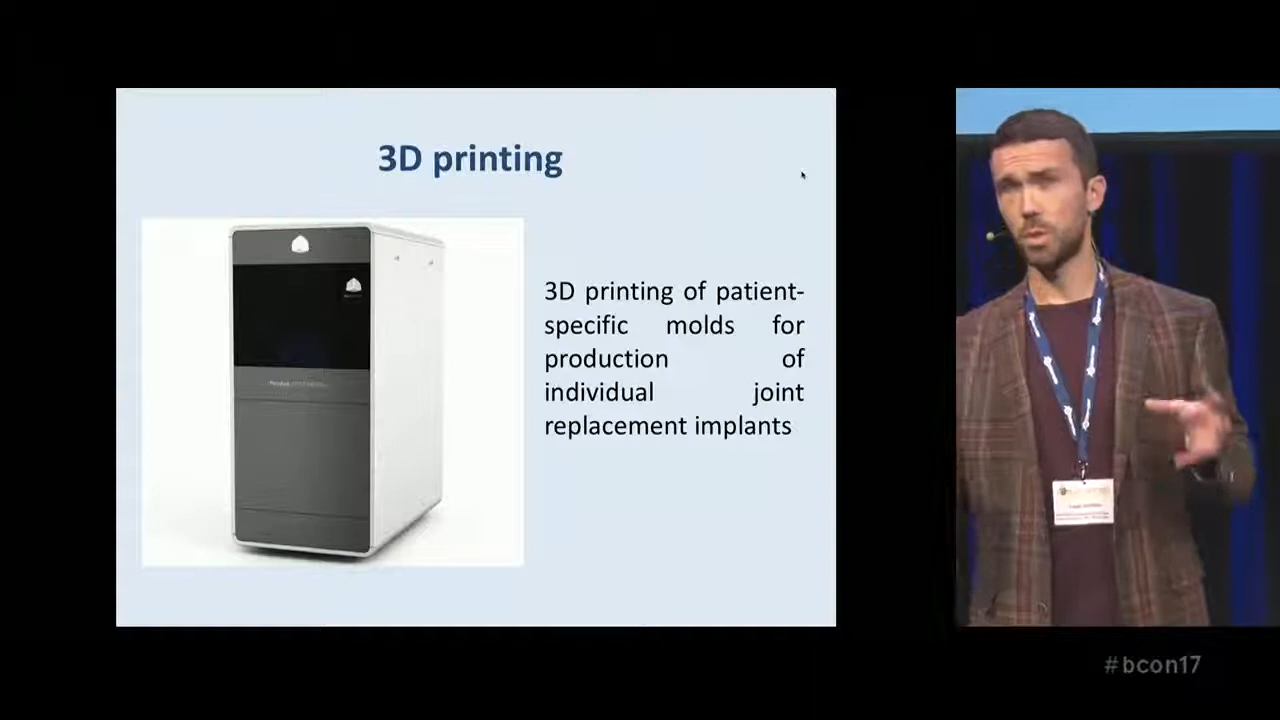 3D printing
3D printing of patient-
specific molds for
production of
individual joint
replacement implants
#bcon17